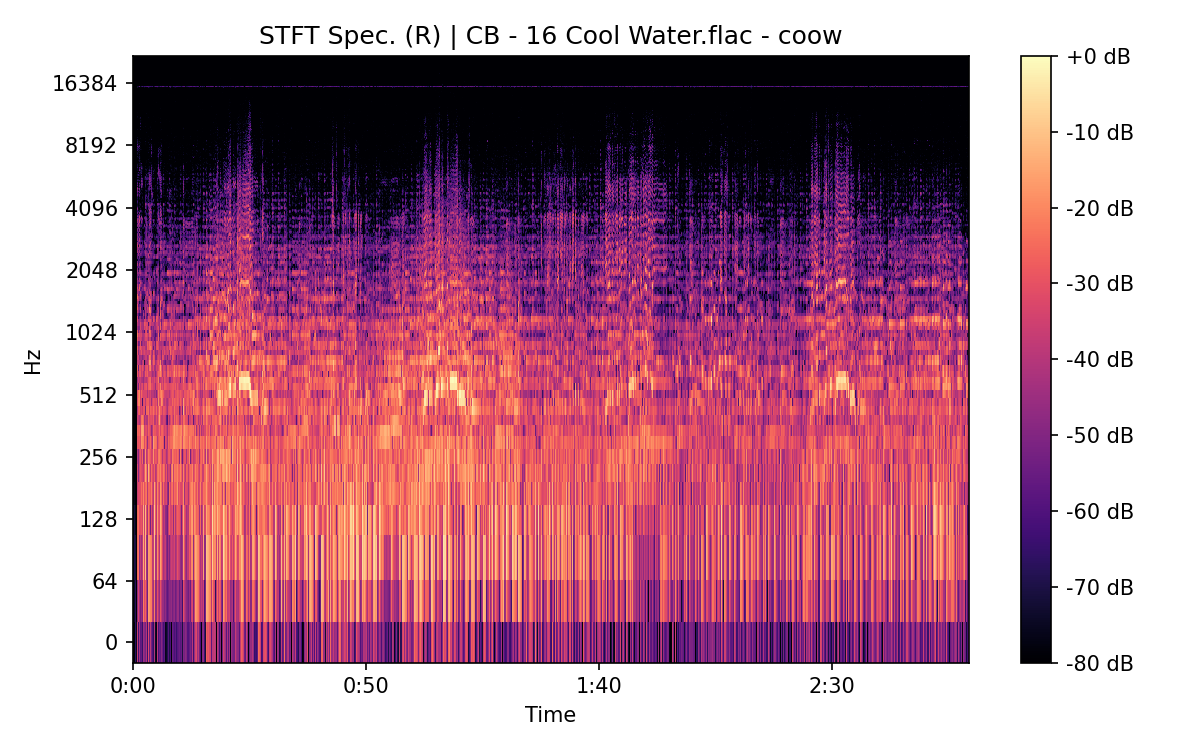 STFT Spec. (R) | CB - 16 Cool Water.flac - coow
16384
8192
4096
2048
1024
512
256
128
64
0
Hz
0:00
0:50
1:40
2:30
Time
+0 dB
-10 dB
-20 dB
-30 dB
-40 dB
-50 dB
-60 dB
-70 dB
-80 dB